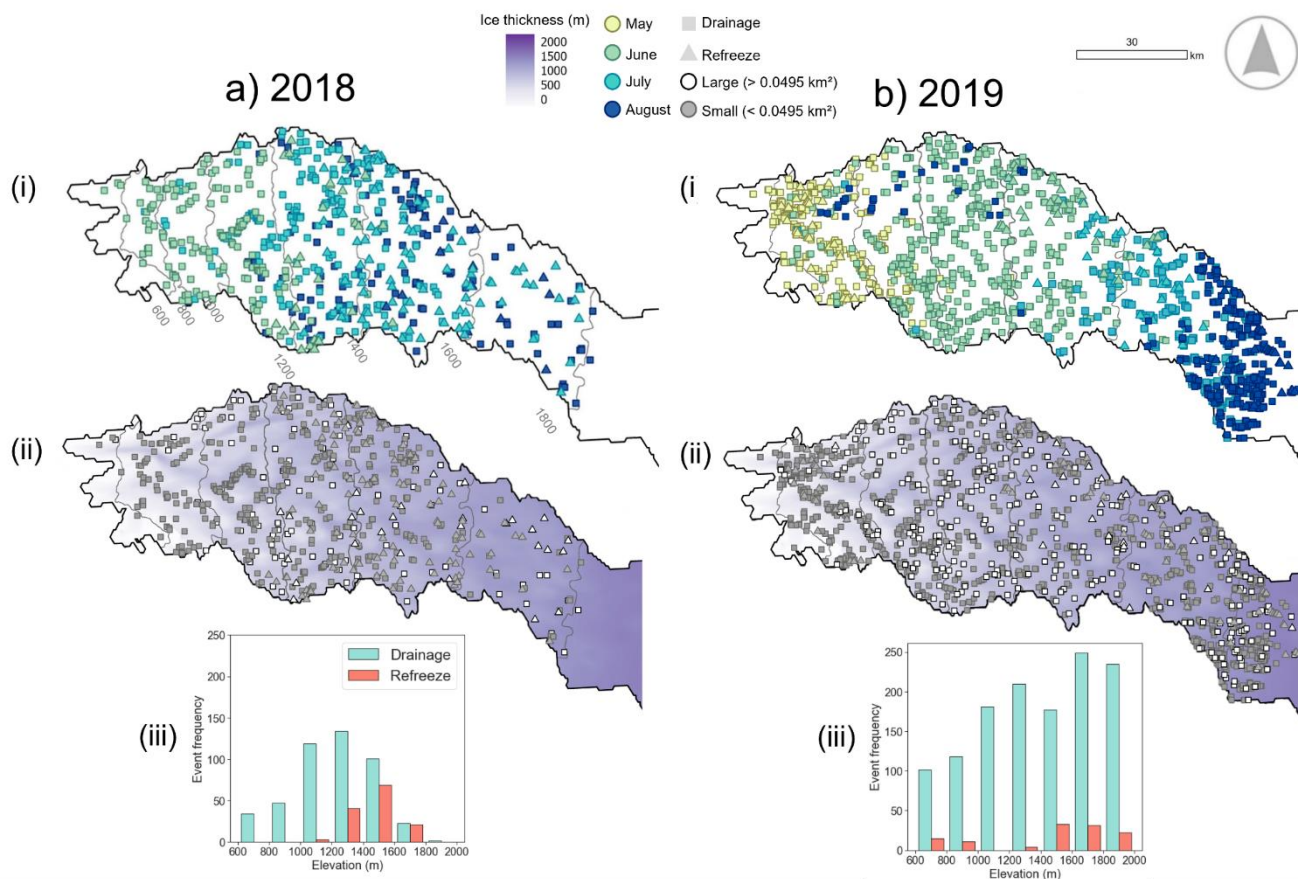 Ice thickness (m)
2000
1500
1000
500
0
May
June
July
August
Drainage
Refreeze
Large (> 0.0495 km²)
Small (< 0.0495 km²)
30
km
a) 2018
b) 2019
(i)
(i
600
800
1200
1600
1800
(ii)
(ii)
(iii)
250
200
150
100
50
0
Event frequency
Drainage
Refreeze
600 800 1000 1200 1400 1600 1800 2000
Elevation (m)
(iii)
250
200
150
100
50
0
Event frequency
600 800 1000 1200 1400 1600 1800 2000
Elevation (m)